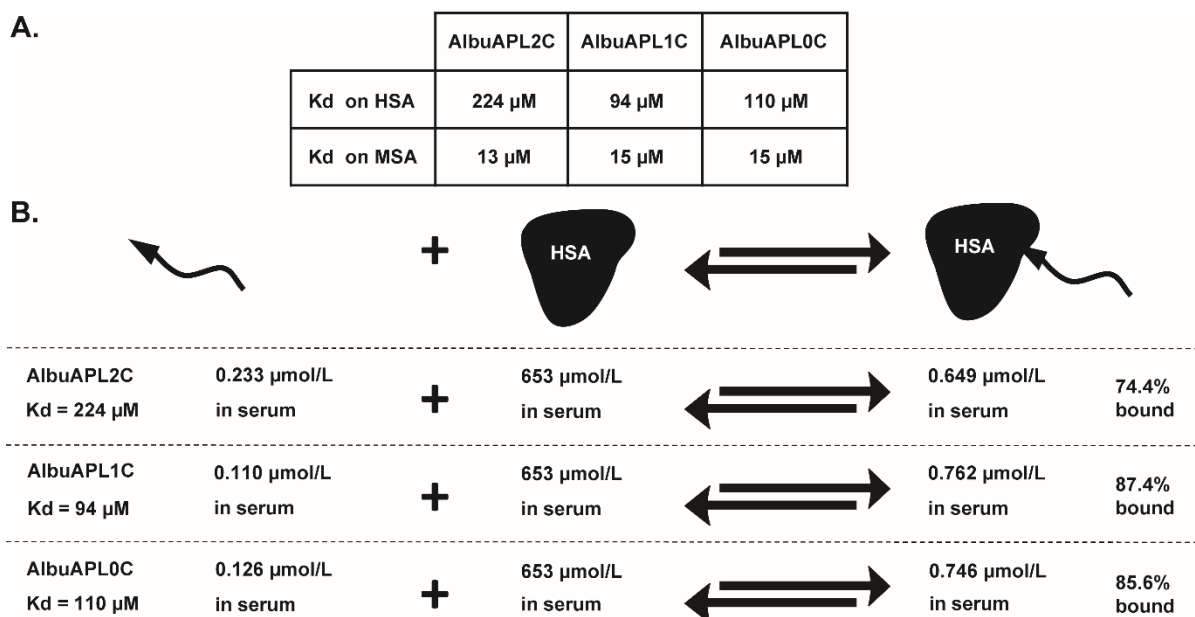 A.
AlbuAPL2C AlbuAPL1C AlbuAPL0C
Kd on HSA 224 µM 94 µM 110 µM
Kd on MSA 13 µM 15 µM 15 µM
B.
+ HSA HSA
AlbuAPL2C 0.233 µmol/L 653 µmol/L 0.649 µmol/L 74.4%
Kd = 224 µM in serum + in serum in serum bound
AlbuAPL1C 0.110 µmol/L 653 µmol/L 0.762 µmol/L 87.4%
Kd = 94 µM in serum + in serum in serum bound
AlbuAPL0C 0.126 µmol/L 653 µmol/L 0.746 µmol/L 85.6%
Kd = 110 µM in serum + in serum in serum bound